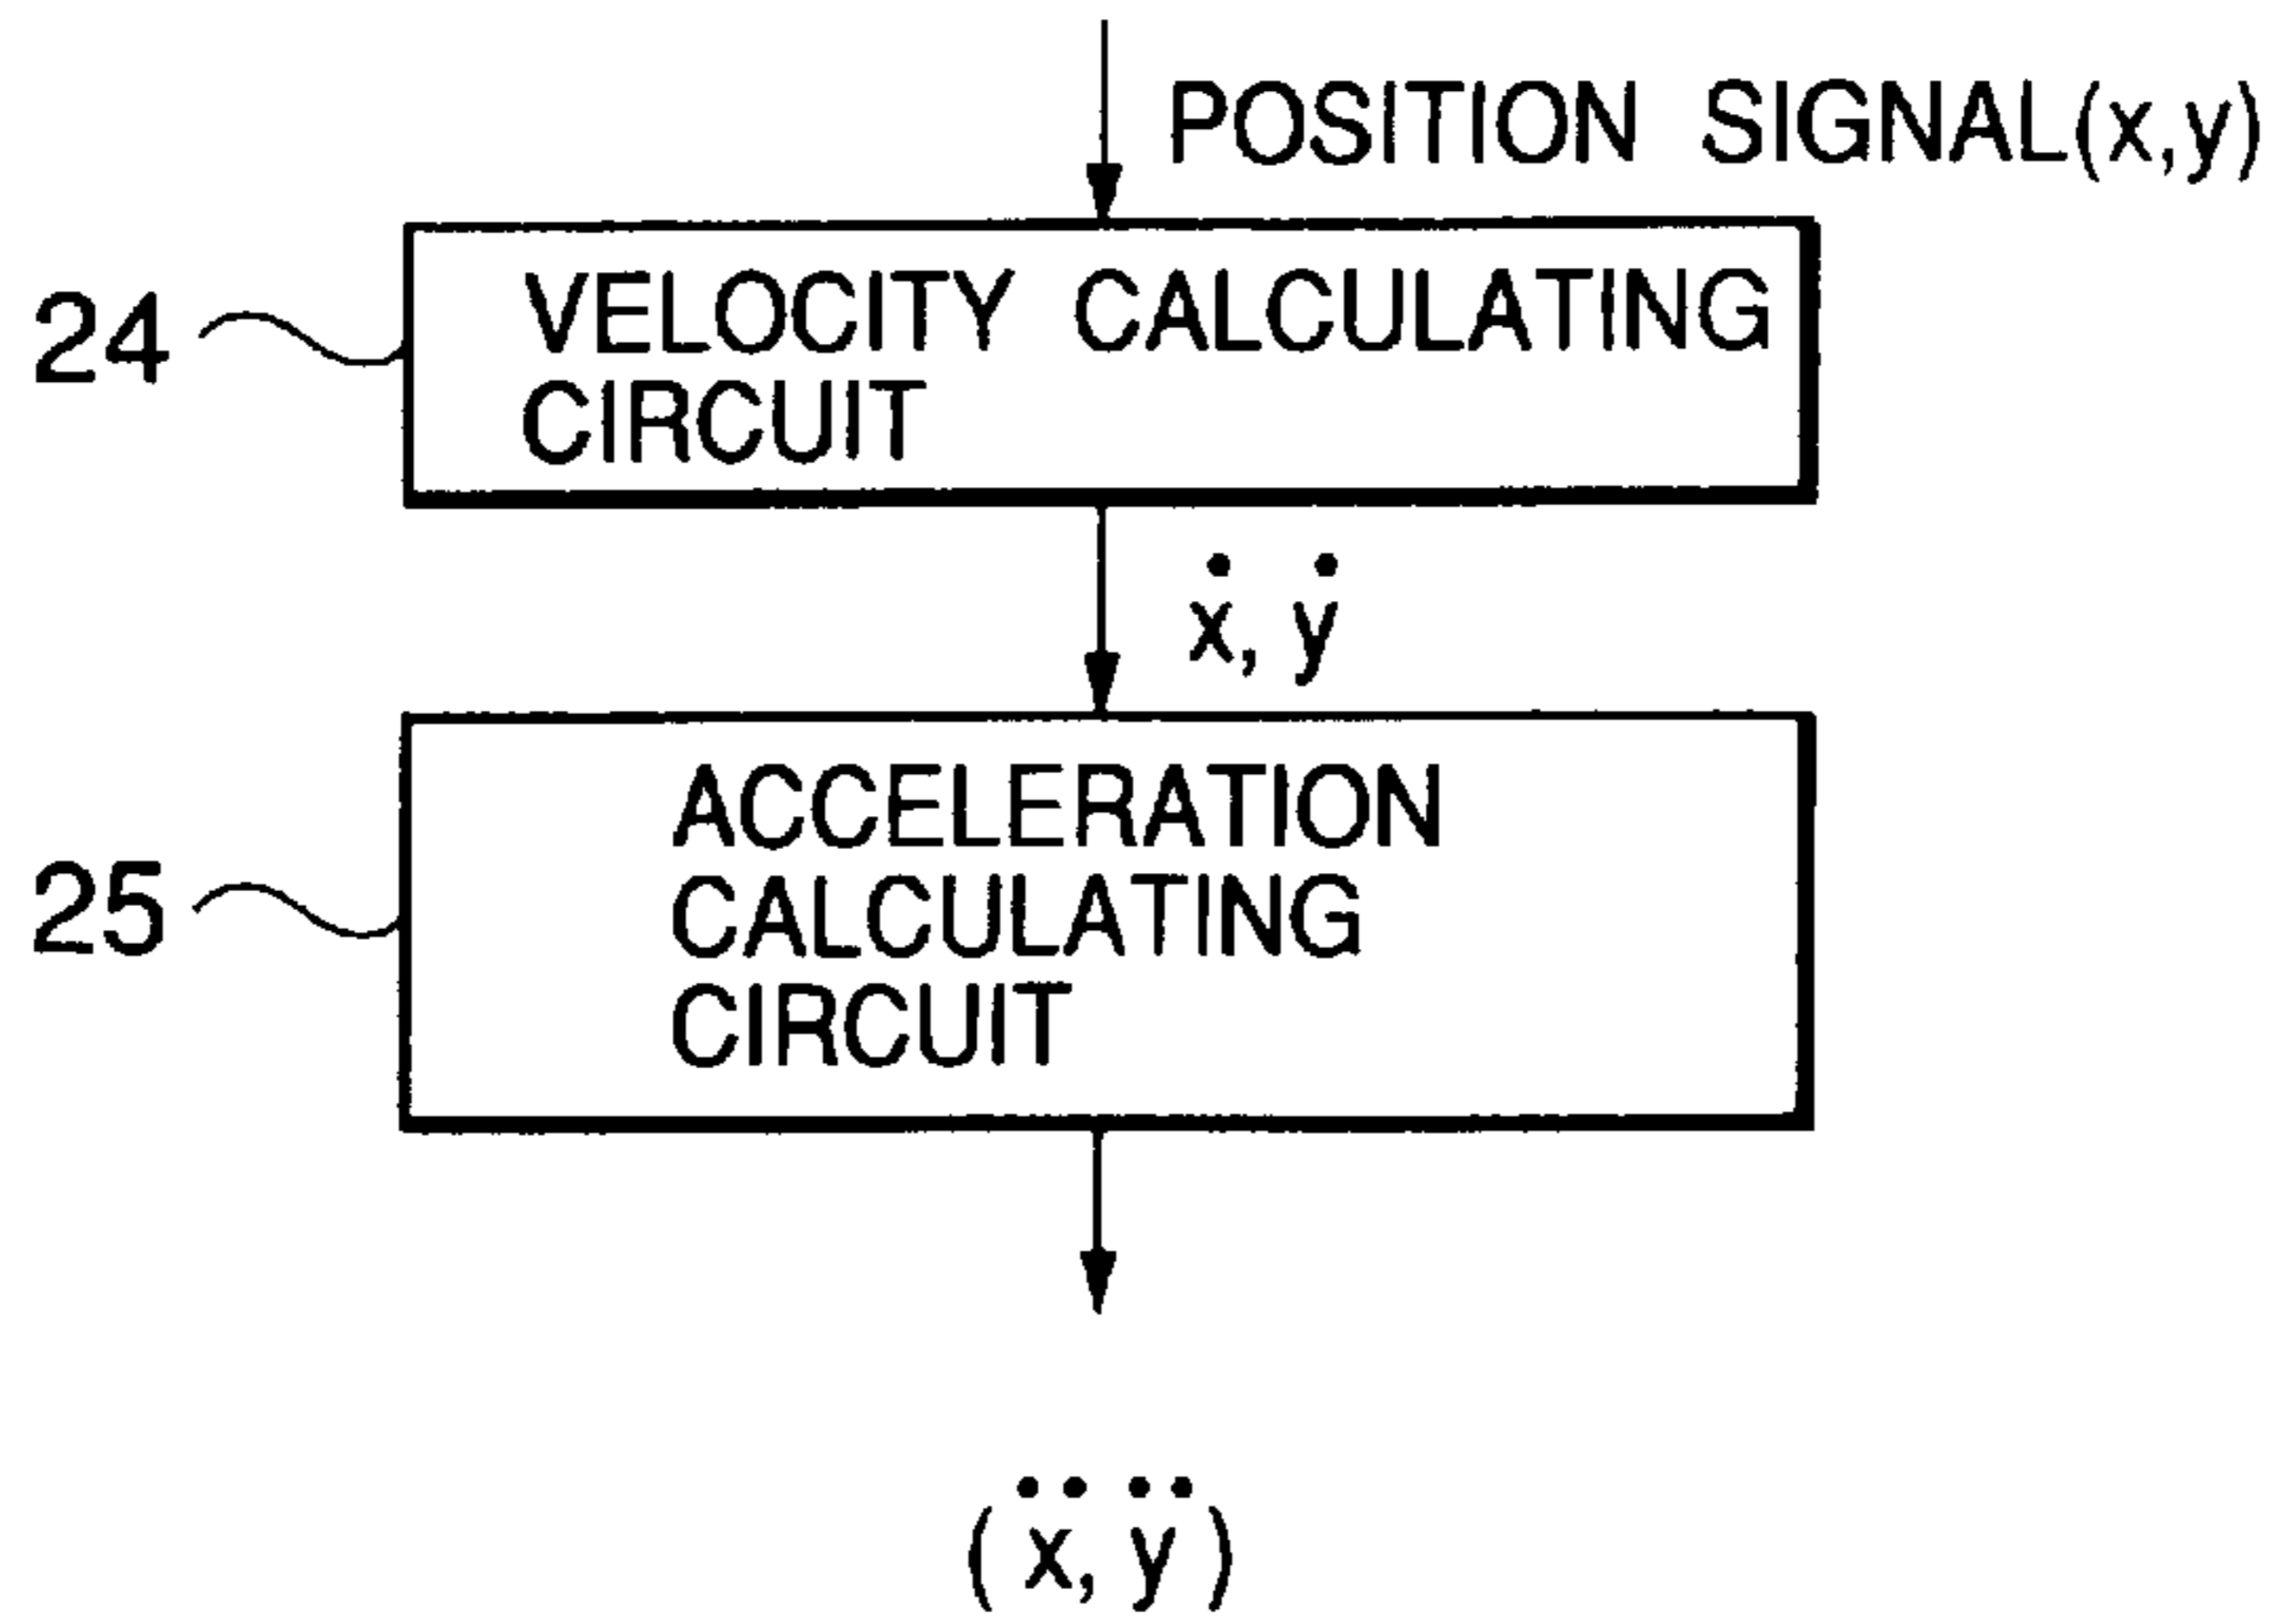 POSITION SIGNAL(x,y)
24
VELOCITY CALCULATING
CIRCUIT
ẋ, ẏ
25
ACCELERATION
CALCULATING
CIRCUIT
(ẍ, ÿ)